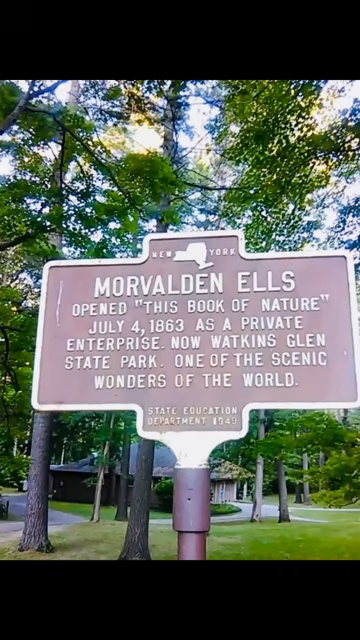 NEW YORK
MORVALDEN ELLS
OPENED "THIS BOOK OF NATURE"
JULY 4, 1863 AS A PRIVATE
ENTERPRISE. NOW WATKINS GLEN
STATE PARK. ONE OF THE SCENIC
WONDERS OF THE WORLD.
STATE EDUCATION
DEPARTMENT 1949